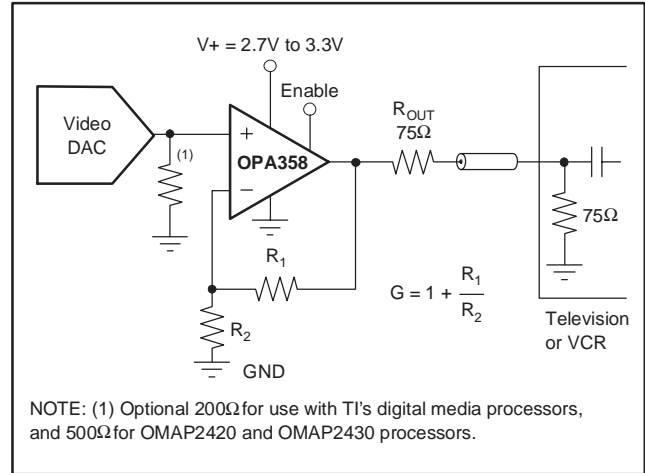 V+ = 2.7V to 3.3V
Enable
Video
DAC
(1)
+
OPA358
−
R_OUT
75Ω
75Ω
R_1
R_2
GND
G = 1 + R_1
R_2
Television
or VCR
NOTE: (1) Optional 200Ω for use with TI's digital media processors,
and 500Ω for OMAP2420 and OMAP2430 processors.